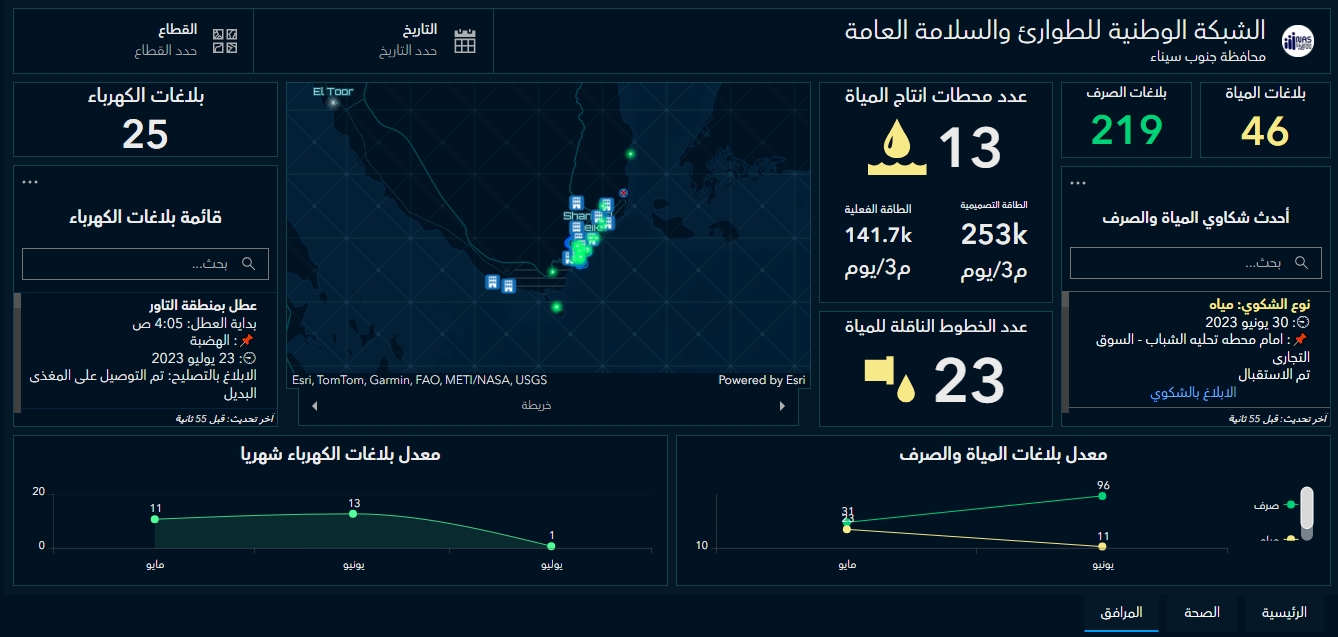 الشبكة الوطنية للطوارئ والسلامة العامة
محافظة جنوب سيناء
NAS
التاريخ
حدد التاريخ
القطاع
حدد القطاع
بلاغات المياة
46
بلاغات الصرف
219
أحدث شكاوي المياة والصرف
بحث...
نوع الشكوي: مياه
: 30 يونيو 2023
: امام محطه تحليه الشباب - السوق
التجارى
تم الاستقبال
الابلاغ بالشكوي
آخر تحديث: قبل 55 ثانية
عدد محطات انتاج المياة
13
الطاقة التصميمية
253k
م3/يوم
الطاقة الفعلية
141.7k
م3/يوم
عدد الخطوط الناقلة للمياة
23
El Toor
Esri, TomTom, Garmin, FAO, METI/NASA, USGS
Powered by Esri
خريطة
بلاغات الكهرباء
25
قائمة بلاغات الكهرباء
بحث...
عطل بمنطقة التاور
بداية العطل: 4:05 ص
: الهضبة
: 23 يوليو 2023
الابلاغ بالتصليح: تم التوصيل على المغذى
البديل
آخر تحديث: قبل 55 ثانية
معدل بلاغات المياة والصرف
96
31
23
11
10
مايو
يونيو
صرف
مياه
معدل بلاغات الكهرباء شهريا
20
0
11
13
1
مايو
يونيو
يوليو
الرئيسية
الصحة
المرافق